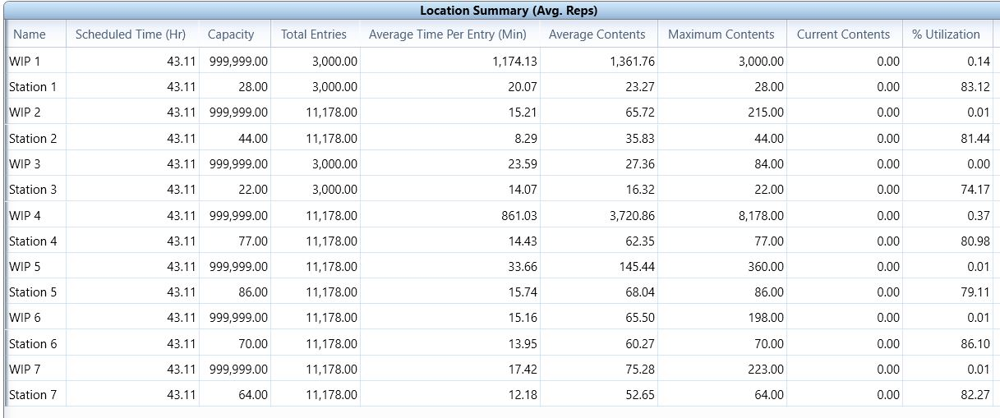 Location Summary (Avg. Reps)
Name Scheduled Time (Hr) Capacity Total Entries Average Time Per Entry (Min) Average Contents Maximum Contents Current Contents % Utilization
WIP 1 43.11 999,999.00 3,000.00 1,174.13 1,361.76 3,000.00 0.00 0.14
Station 1 43.11 28.00 3,000.00 20.07 23.27 28.00 0.00 83.12
WIP 2 43.11 999,999.00 11,178.00 15.21 65.72 215.00 0.00 0.01
Station 2 43.11 44.00 11,178.00 8.29 35.83 44.00 0.00 81.44
WIP 3 43.11 999,999.00 3,000.00 23.59 27.36 84.00 0.00 0.00
Station 3 43.11 22.00 3,000.00 14.07 16.32 22.00 0.00 74.17
WIP 4 43.11 999,999.00 11,178.00 861.03 3,720.86 8,178.00 0.00 0.37
Station 4 43.11 77.00 11,178.00 14.43 62.35 77.00 0.00 80.98
WIP 5 43.11 999,999.00 11,178.00 33.66 145.44 360.00 0.00 0.01
Station 5 43.11 86.00 11,178.00 15.74 68.04 86.00 0.00 79.11
WIP 6 43.11 999,999.00 11,178.00 15.16 65.50 198.00 0.00 0.01
Station 6 43.11 70.00 11,178.00 13.95 60.27 70.00 0.00 86.10
WIP 7 43.11 999,999.00 11,178.00 17.42 75.28 223.00 0.00 0.01
Station 7 43.11 64.00 11,178.00 12.18 52.65 64.00 0.00 82.27